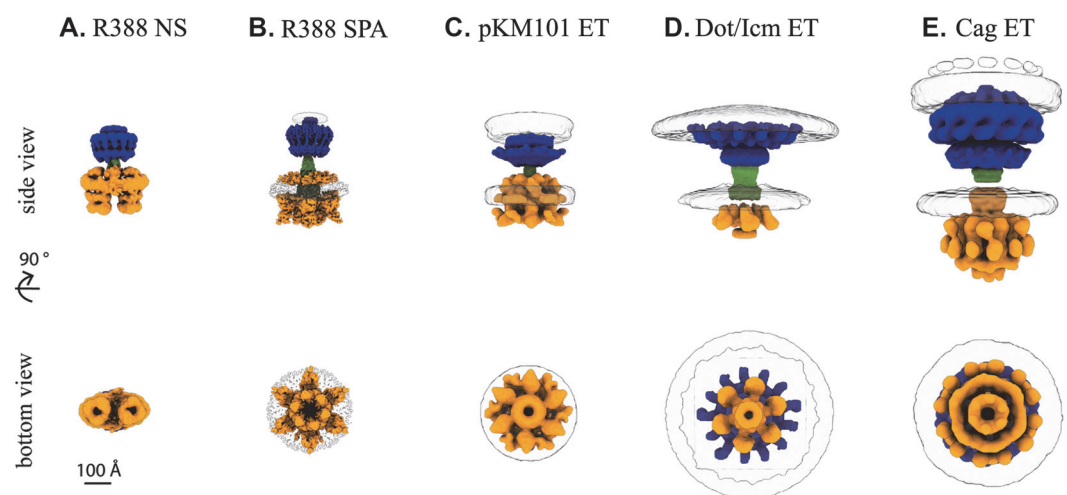 A. R388 NS
B. R388 SPA
C. pKM101 ET
D. Dot/Icm ET
E. Cag ET
side view
90 °
bottom view
100 Å